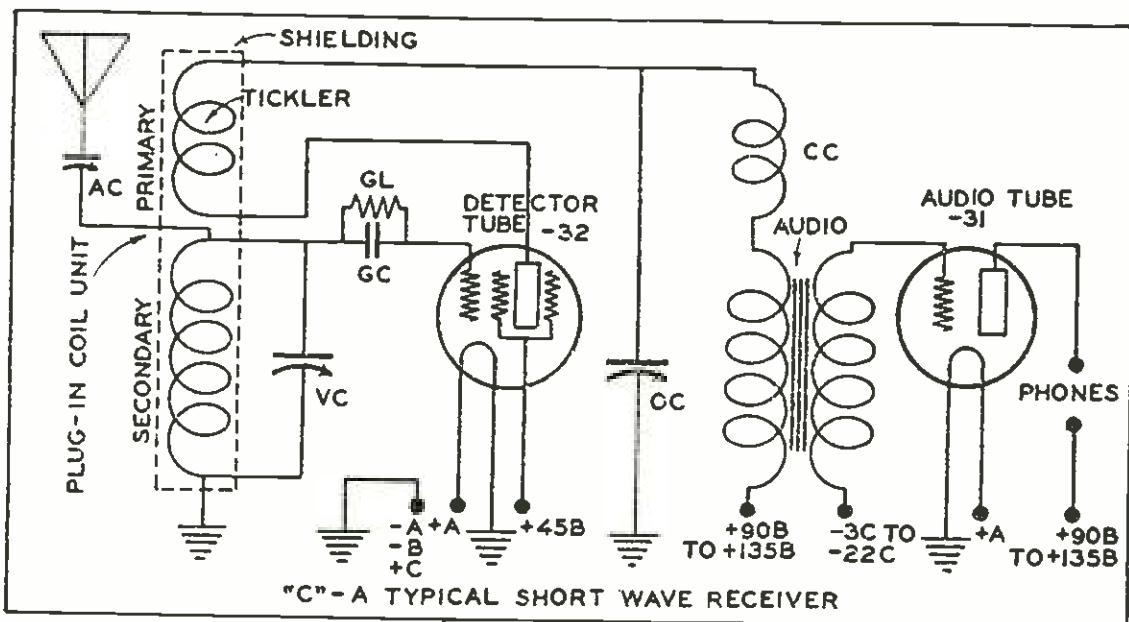 SHIELDING
TICKLER
PRIMARY
AC
PLUG-IN COIL UNIT
SECONDARY
GL
GC
VC
DETECTOR
TUBE -32
OC
CC
AUDIO
AUDIO TUBE
-31
PHONES
-A +A
-B
+C
+45B
+90B
TO +135B
-3C TO
-22C
+A
+90B
TO +135B
"C"-A TYPICAL SHORT WAVE RECEIVER